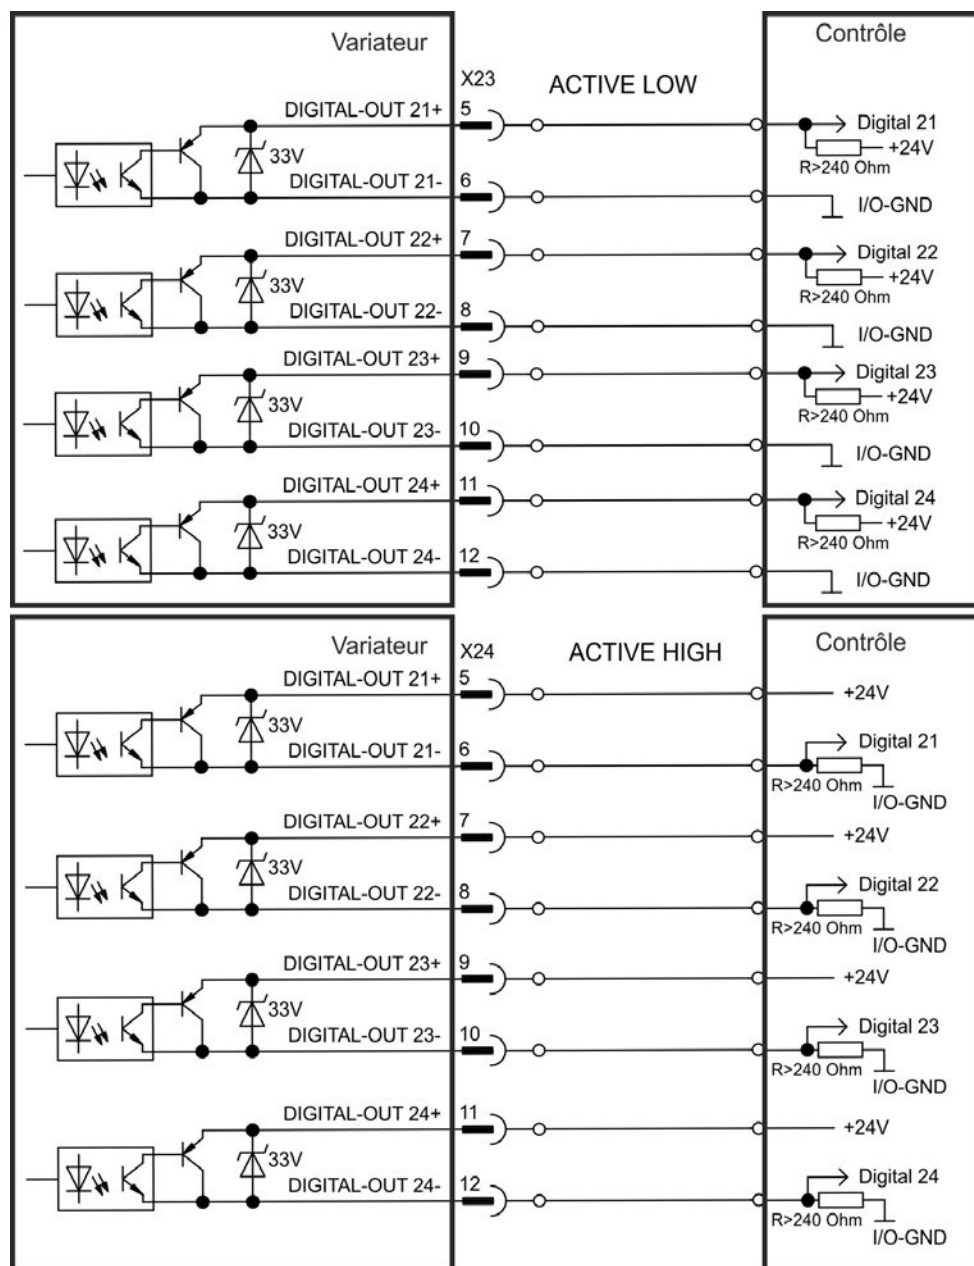 Variateur
Contrôle
X23
ACTIVE LOW
DIGITAL-OUT 21+
5
Digital 21
33V
+24V
R>240 Ohm
DIGITAL-OUT 21-
6
I/O-GND
DIGITAL-OUT 22+
7
Digital 22
33V
+24V
R>240 Ohm
DIGITAL-OUT 22-
8
I/O-GND
DIGITAL-OUT 23+
9
Digital 23
33V
+24V
R>240 Ohm
DIGITAL-OUT 23-
10
I/O-GND
DIGITAL-OUT 24+
11
Digital 24
33V
+24V
R>240 Ohm
DIGITAL-OUT 24-
12
I/O-GND
Variateur
Contrôle
X24
ACTIVE HIGH
DIGITAL-OUT 21+
5
+24V
33V
DIGITAL-OUT 21-
6
Digital 21
R>240 Ohm
I/O-GND
DIGITAL-OUT 22+
7
+24V
33V
DIGITAL-OUT 22-
8
Digital 22
R>240 Ohm
I/O-GND
DIGITAL-OUT 23+
9
+24V
33V
DIGITAL-OUT 23-
10
Digital 23
R>240 Ohm
I/O-GND
DIGITAL-OUT 24+
11
+24V
33V
DIGITAL-OUT 24-
12
Digital 24
R>240 Ohm
I/O-GND